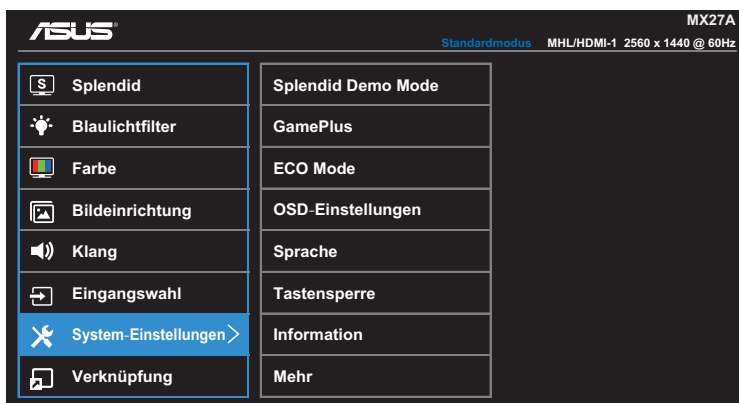 ASUS®
MX27A
Standardmodus MHL/HDMI-1 2560 x 1440 @ 60Hz
S Splendid
Blaulichtfilter
Farbe
Bildeinrichtung
Klang
Eingangswahl
System-Einstellungen
Verknüpfung
Splendid Demo Mode
GamePlus
ECO Mode
OSD-Einstellungen
Sprache
Tastensperre
Information
Mehr